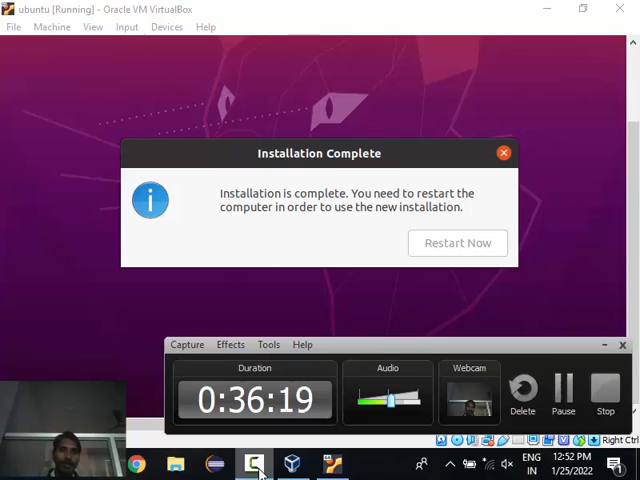 ubuntu [Running] - Oracle VM VirtualBox
File Machine View Input Devices Help
Installation Complete
Installation is complete. You need to restart the
computer in order to use the new installation.
Restart Now
Capture Effects Tools Help
Duration
Audio
Webcam
0:36:19
Delete
Pause
Stop
Right Ctrl
ENG
IN
12:52 PM
1/25/2022
1